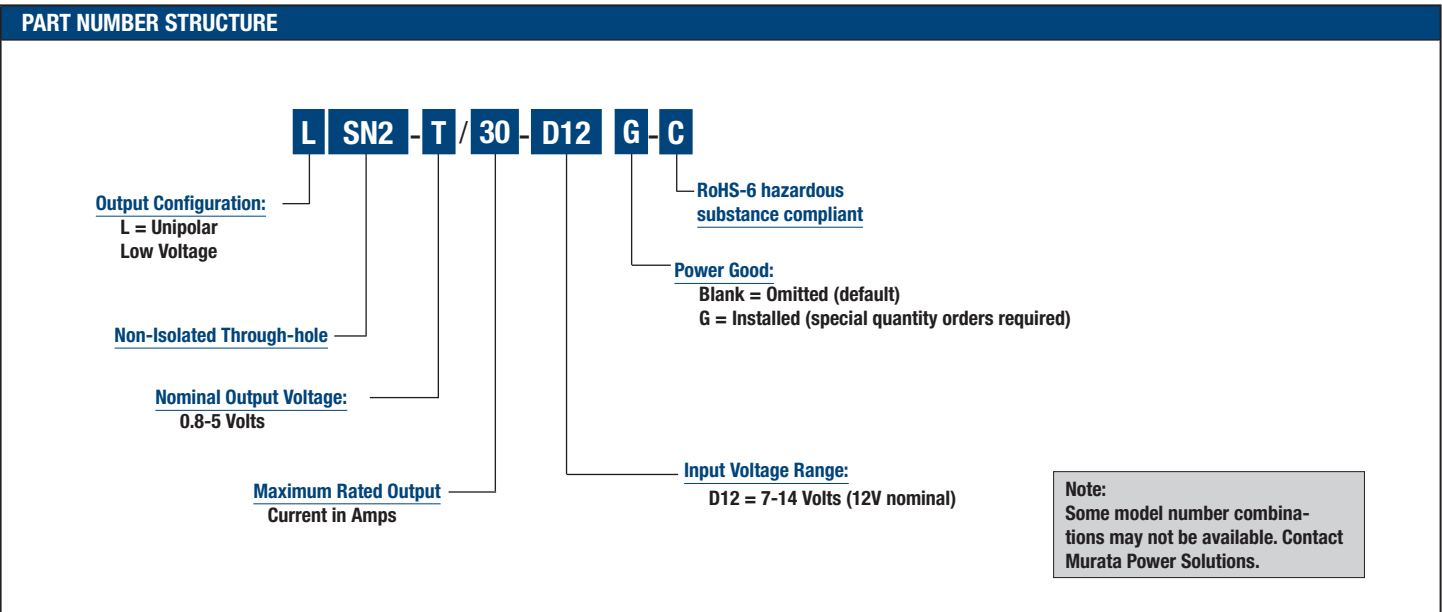 PART NUMBER STRUCTURE
L SN2 - T / 30 - D12 G - C
RoHS-6 hazardous
substance compliant
Output Configuration:
L = Unipolar
Low Voltage
Power Good:
Blank = Omitted (default)
G = Installed (special quantity orders required)
Non-Isolated Through-hole
Nominal Output Voltage:
0.8-5 Volts
Input Voltage Range:
D12 = 7-14 Volts (12V nominal)
Maximum Rated Output
Current in Amps
Note:
Some model number combina-
tions may not be available. Contact
Murata Power Solutions.